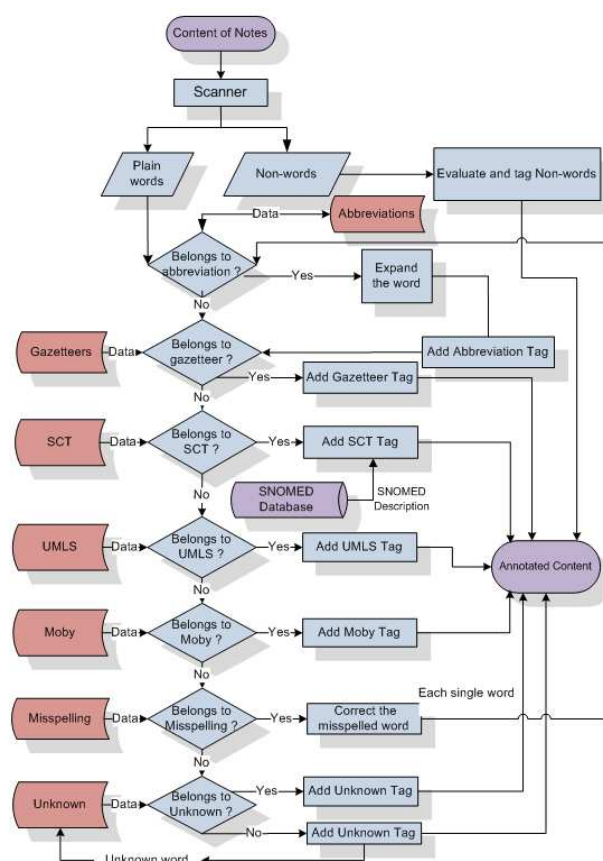 Content of Notes
Scanner
Plain
words
Non-words
Evaluate and tag Non-words
Data
Abbreviations
Belongs to
abbreviation ?
Yes
Expand
the word
No
Gazetteers
Data
Belongs to
gazetteer ?
Add Abbreviation Tag
Yes
Add Gazetteer Tag
No
SCT
Data
Belongs to
SCT ?
Yes
Add SCT Tag
No
SNOMED
Database
SNOMED
Description
UMLS
Data
Belongs to
UMLS ?
Yes
Add UMLS Tag
Annotated Content
No
Moby
Data
Belongs to
Moby ?
Yes
Add Moby Tag
No
Each single word
Misspelling
Data
Belongs to
Misspelling ?
Yes
Correct the
misspelled word
No
Unknown
Data
Belongs to
Unknown ?
Yes
Add Unknown Tag
No
Add Unknown Tag
Unknown word